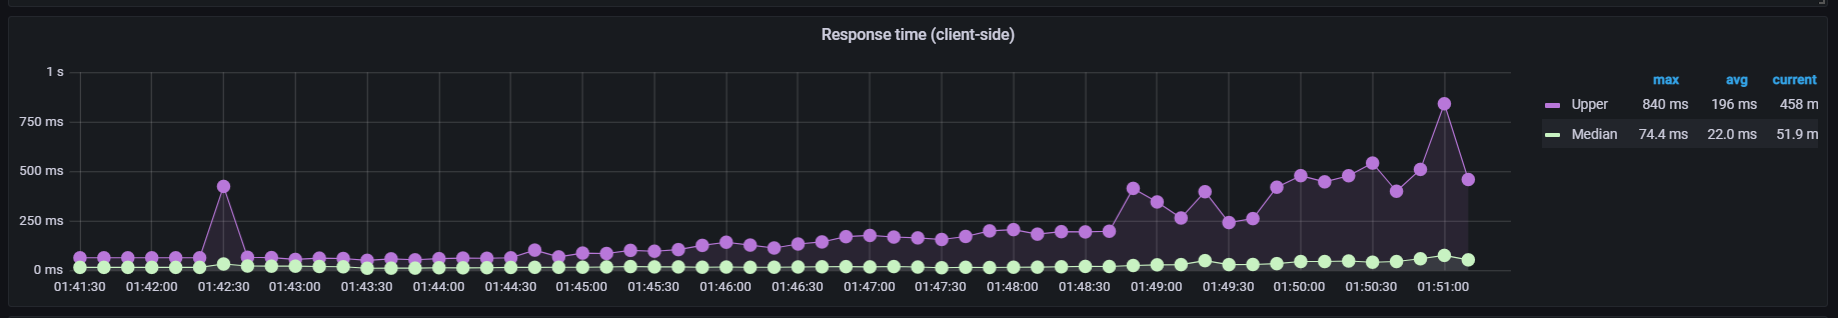 Response time (client-side)
1 s
750 ms
500 ms
250 ms
0 ms
01:41:30 01:42:00 01:42:30 01:43:00 01:43:30 01:44:00 01:44:30 01:45:00 01:45:30 01:46:00 01:46:30 01:47:00 01:47:30 01:48:00 01:48:30 01:49:00 01:49:30 01:50:00 01:50:30 01:51:00
max avg current
Upper 840 ms 196 ms 458 m
Median 74.4 ms 22.0 ms 51.9 m